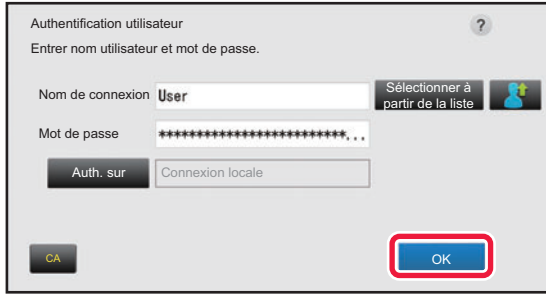 Authentification utilisateur
?
Entrer nom utilisateur et mot de passe.
Nom de connexion
User
Sélectionner à
partir de la liste
Mot de passe
*************************...
Auth. sur
Connexion locale
CA
OK